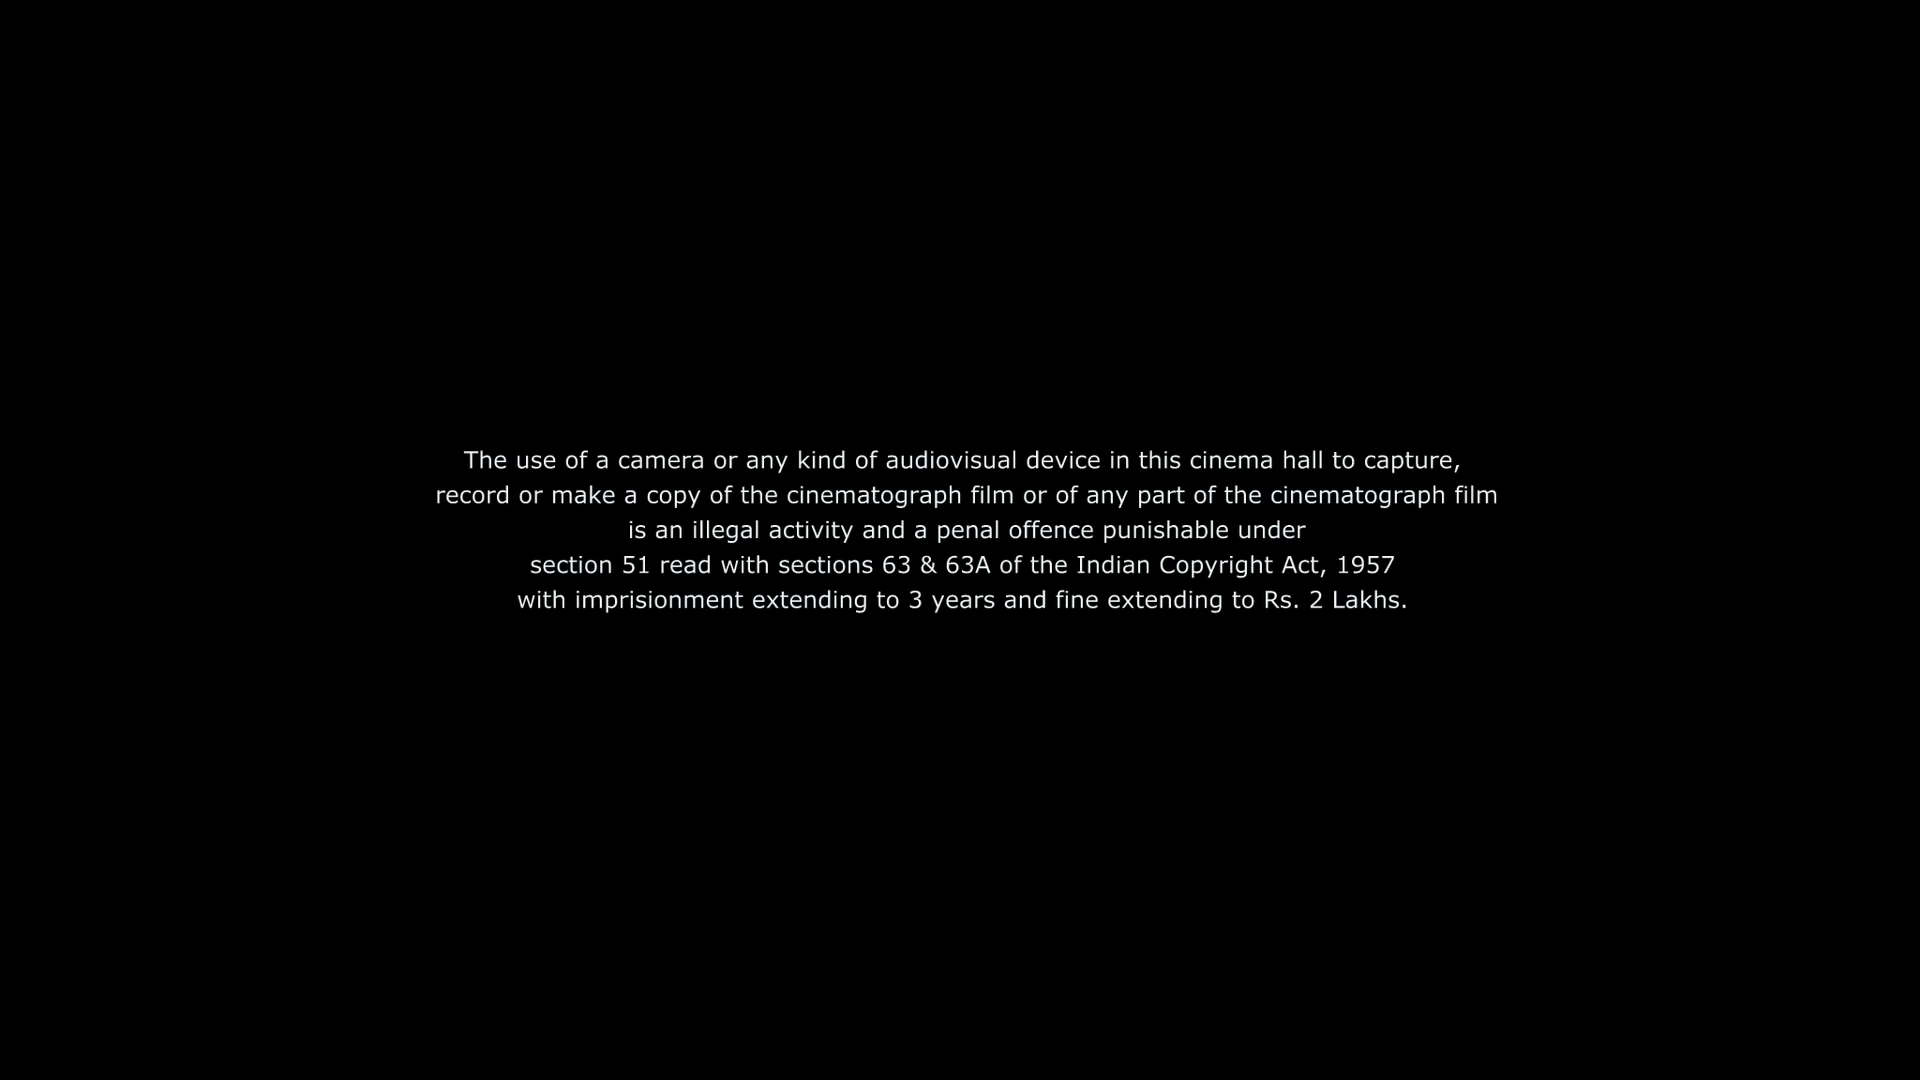 The use of a camera or any kind of audiovisual device in this cinema hall to capture,
record or make a copy of the cinematograph film or of any part of the cinematograph film
is an illegal activity and a penal offence punishable under
section 51 read with sections 63 & 63A of the Indian Copyright Act, 1957
with imprisionment extending to 3 years and fine extending to Rs. 2 Lakhs.